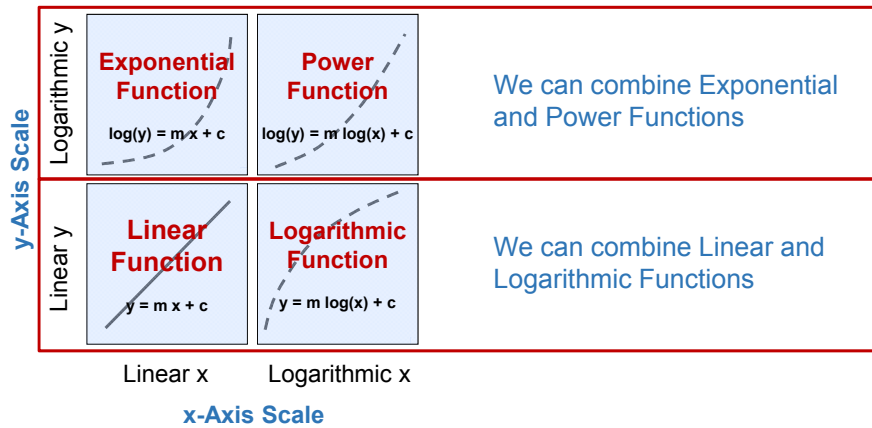 y-Axis Scale
Logarithmic y
Exponential
Function
log(y) = m x + c
Power
Function
log(y) = m log(x) + c
We can combine Exponential
and Power Functions
Linear y
Linear
Function
y = m x + c
Logarithmic
Function
y = m log(x) + c
We can combine Linear and
Logarithmic Functions
Linear x
Logarithmic x
x-Axis Scale